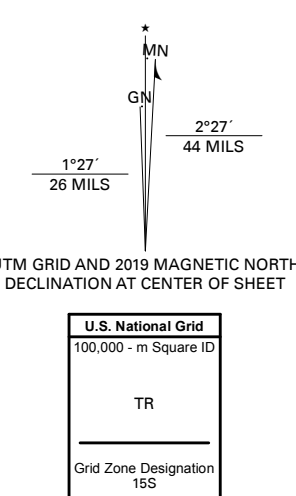 ★
MN
GN
2°27´
44 MILS
1°27´
26 MILS
UTM GRID AND 2019 MAGNETIC NORTH
DECLINATION AT CENTER OF SHEET
U.S. National Grid
100,000 - m Square ID
TR
Grid Zone Designation
15S